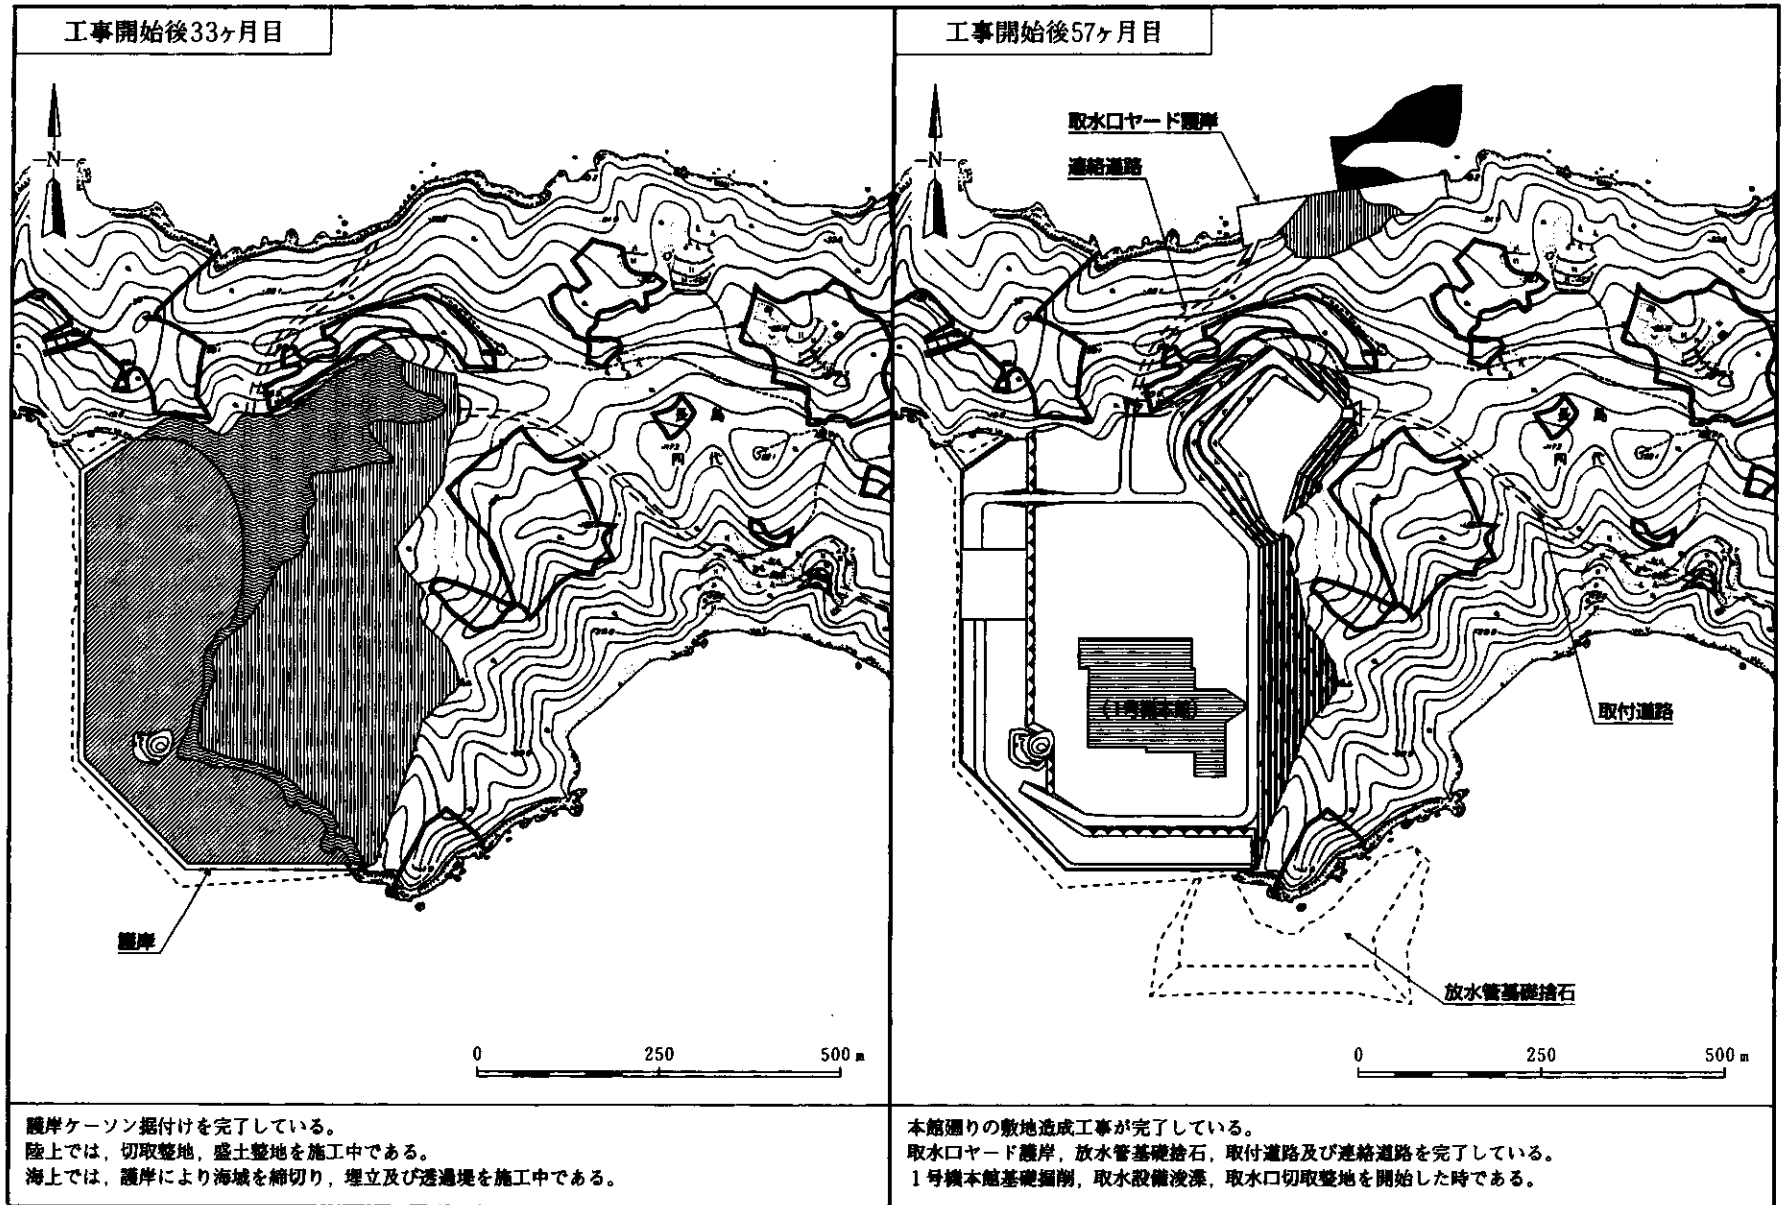 工事開始後33ヶ月目
N
護岸
0 250 500 m
護岸ケーソン据付けを完了している。
陸上では，切取整地，盛土整地を施工中である。
海上では，護岸により海域を締切り，埋立及び透過堤を施工中である。
工事開始後57ヶ月目
取水口ヤード護岸
連絡道路
N
(1号機本館)
取付道路
放水管基礎捨石
0 250 500 m
本館廻りの敷地造成工事が完了している。
取水口ヤード護岸，放水管基礎捨石，取付道路及び連絡道路を完了している。
1号機本館基礎掘削，取水設備浚渫，取水口切取整地を開始した時である。